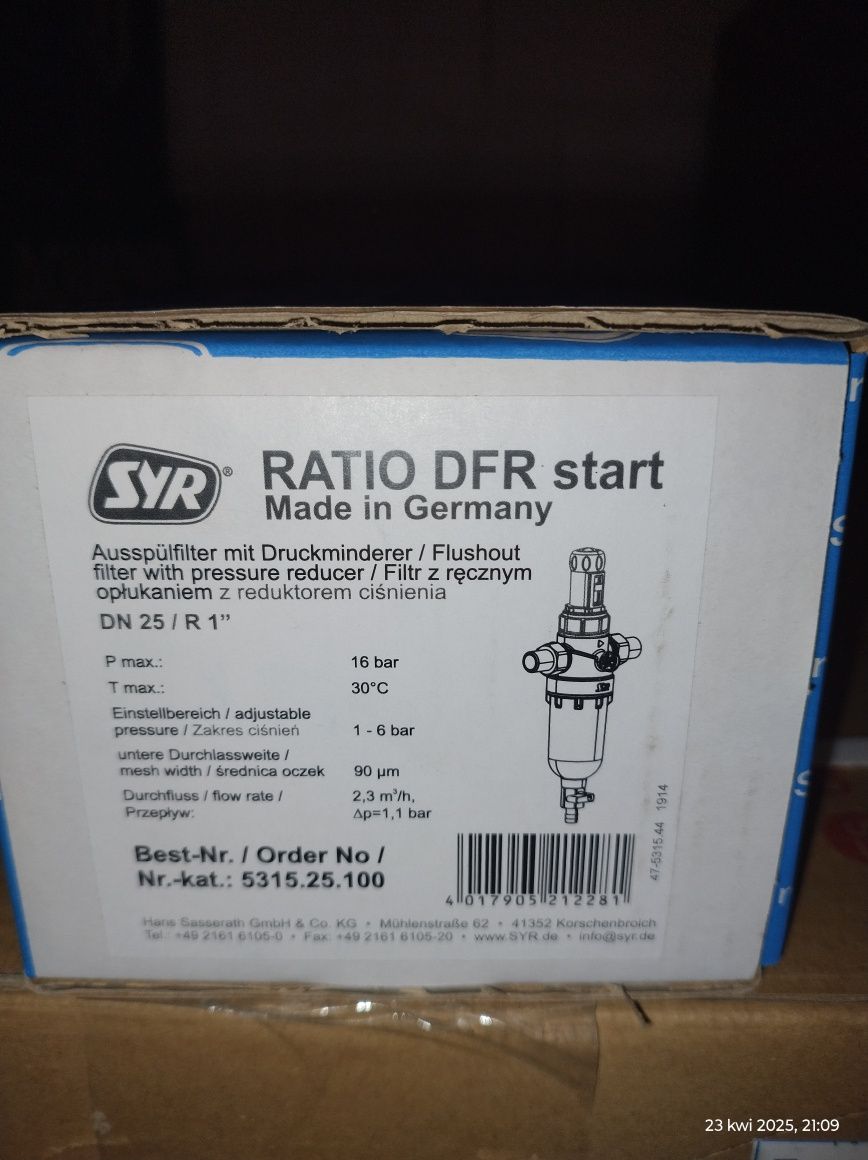 SYR®
RATIO DFR start
Made in Germany
Ausspülfilter mit Druckminderer / Flushout
filter with pressure reducer / Filtr z ręcznym
opłukaniem z reduktorem ciśnienia
DN 25 / R 1”
P max.: 16 bar
T max.: 30°C
Einstellbereich / adjustable
pressure / Zakres ciśnień 1 - 6 bar
untere Durchlassweite /
mesh width / średnica oczek 90 µm
Durchfluss / flow rate / 2,3 m³/h,
Przepływ: Δp=1,1 bar
SYR
Best-Nr. / Order No /
Nr.-kat.: 5315.25.100
4 017905 212281
47-5315.44 1914
Hans Sasserath GmbH & Co. KG • Mühlenstraße 62 • 41352 Korschenbroich
Tel.: +49 2161 6105-0 • Fax: +49 2161 6105-20 • www.SYR.de • info@syr.de
23 kwi 2025, 21:09